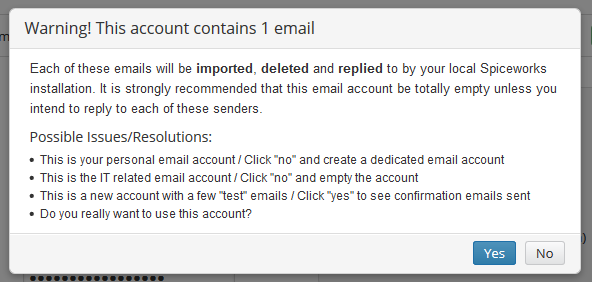 Warning! This account contains 1 email
Each of these emails will be imported, deleted and replied to by your local Spiceworks
installation. It is strongly recommended that this email account be totally empty unless you
intend to reply to each of these senders.
Possible Issues/Resolutions:
• This is your personal email account / Click "no" and create a dedicated email account
• This is the IT related email account / Click "no" and empty the account
• This is a new account with a few "test" emails / Click "yes" to see confirmation emails sent
• Do you really want to use this account?
Yes No